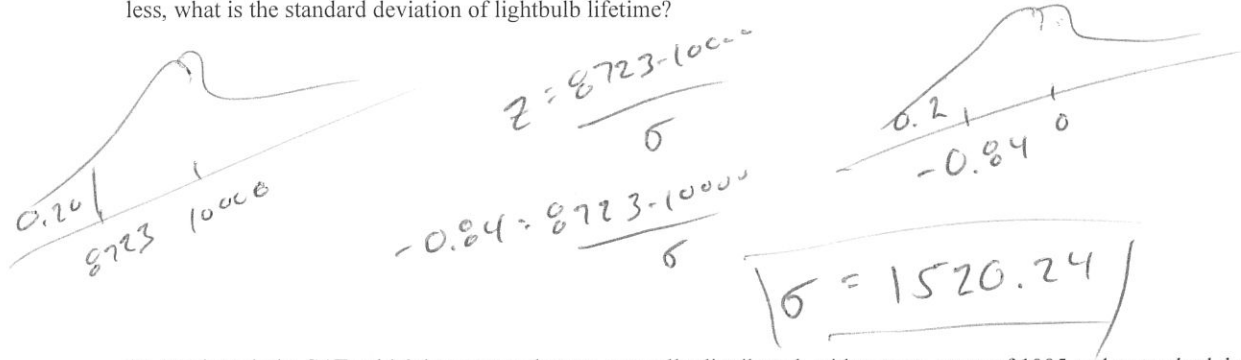 less, what is the standard deviation of lightbulb lifetime?
0.20
8723 10000
z = 8723-10000
σ
-0.84 = 8723-10000
σ
0.2
-0.84 0
σ = 1520.24